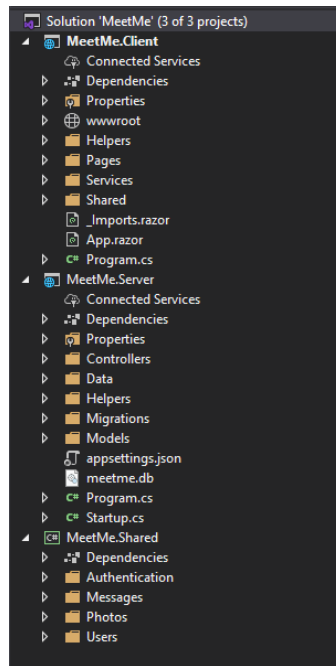 Solution 'MeetMe' (3 of 3 projects)
MeetMe.Client
Connected Services
Dependencies
Properties
wwwroot
Helpers
Pages
Services
Shared
_Imports.razor
App.razor
C# Program.cs
MeetMe.Server
Connected Services
Dependencies
Properties
Controllers
Data
Helpers
Migrations
Models
appsettings.json
meetme.db
C# Program.cs
C# Startup.cs
C# MeetMe.Shared
Dependencies
Authentication
Messages
Photos
Users